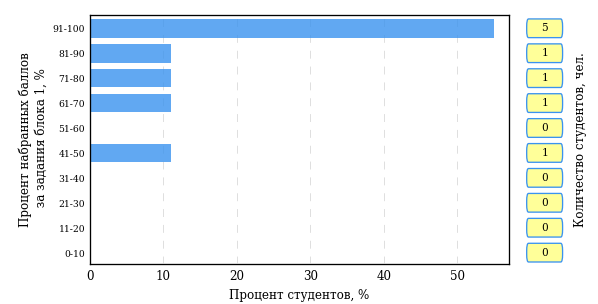 Процент набранных баллов
за задания блока 1, %
91-100 5
81-90 1
71-80 1
61-70 1
51-60 0
41-50 1
31-40 0
21-30 0
11-20 0
0-10 0
0 10 20 30 40 50
Процент студентов, %
Количество студентов, чел.